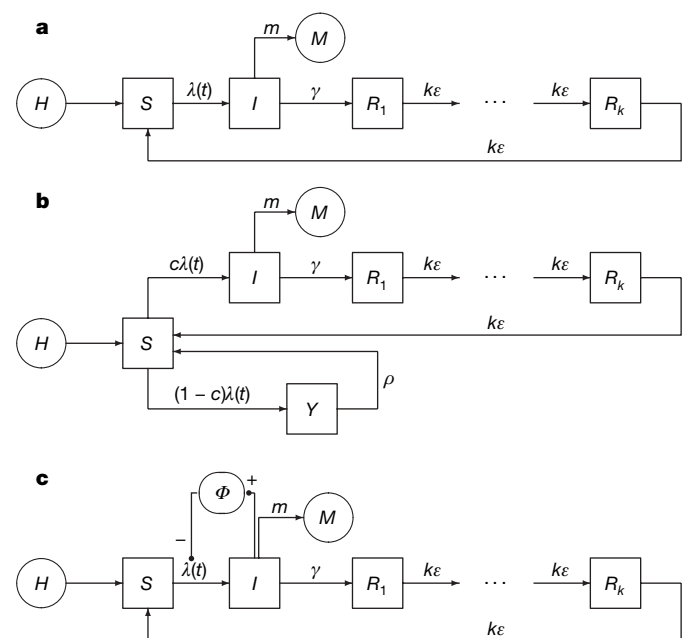 a
m
M
H
S
λ(t)
I
γ
R₁
kε
···
kε
Rₖ
kε
b
m
M
cλ(t)
I
γ
R₁
kε
···
kε
Rₖ
kε
H
S
ρ
(1 – c)λ(t)
Y
c
Φ
+
m
M
–
λ(t)
H
S
I
γ
R₁
kε
···
kε
Rₖ
kε